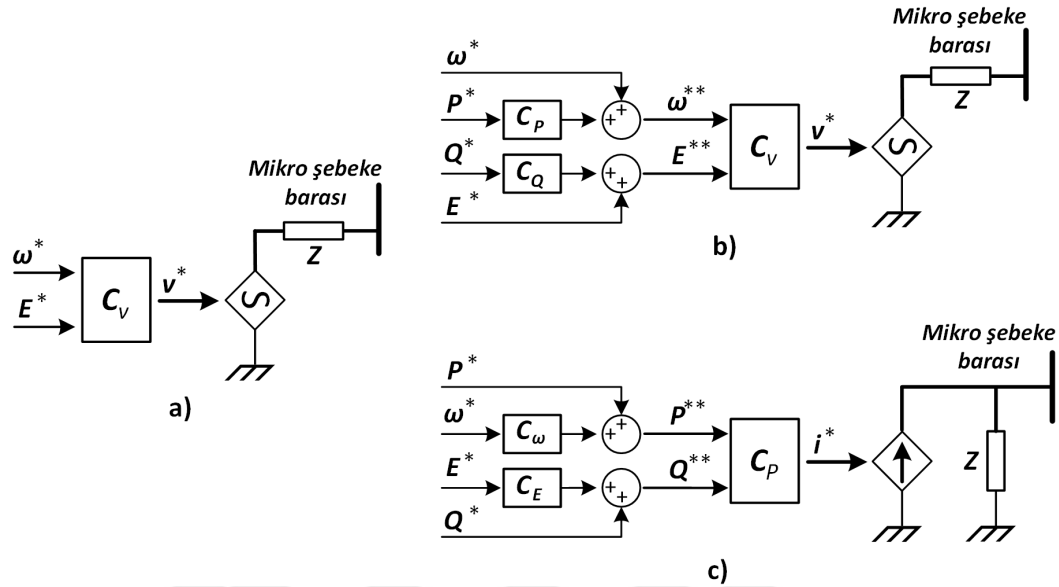 ω*
E*
C_V
v*
Mikro şebeke
barası
Z
a)
ω*
P*
C_P
Q*
C_Q
E*
+ +
+ +
ω**
E**
C_V
v*
Mikro şebeke
barası
Z
b)
P*
ω*
C_ω
E*
C_E
Q*
+ +
+ +
P**
Q**
C_P
i*
Mikro şebeke
barası
Z
c)